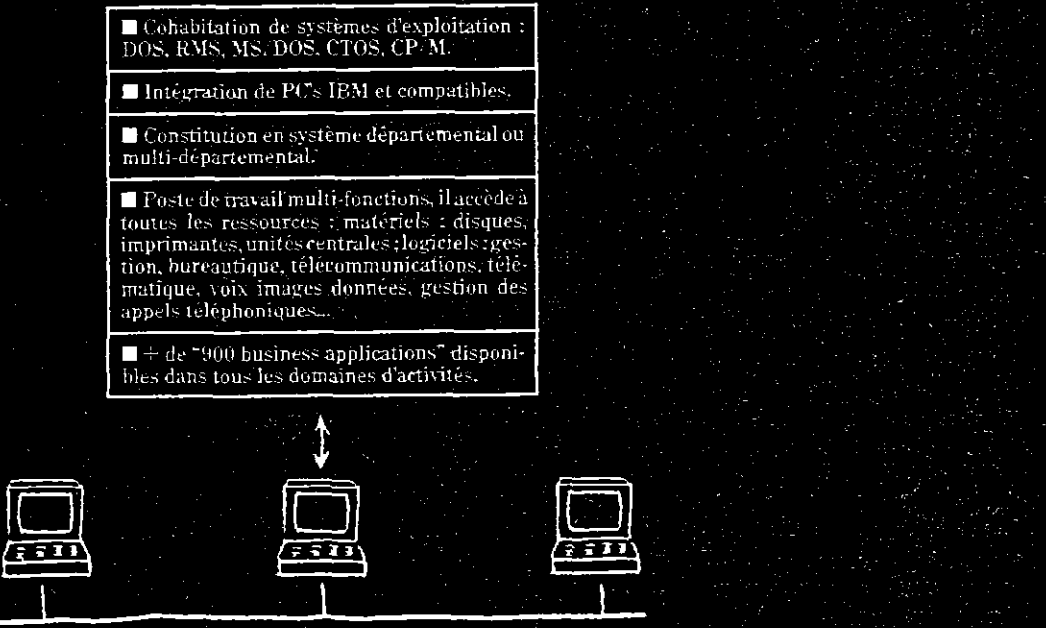 ■ Cohabitation de systèmes d'exploitation :
DOS, RMS, MS. DOS, CTOS, CP/M.
■ Intégration de PC's IBM et compatibles.
■ Constitution en système départemental ou
multi-départemental.
■ Poste de travail multi-fonctions, il accède à
toutes les ressources : matériels : disques,
imprimantes, unités centrales ; logiciels : ges-
tion, bureautique, télécommunications, télé-
matique, voix images données, gestion des
appels téléphoniques...
■ + de "900 business applications" disponi-
bles dans tous les domaines d'activités.